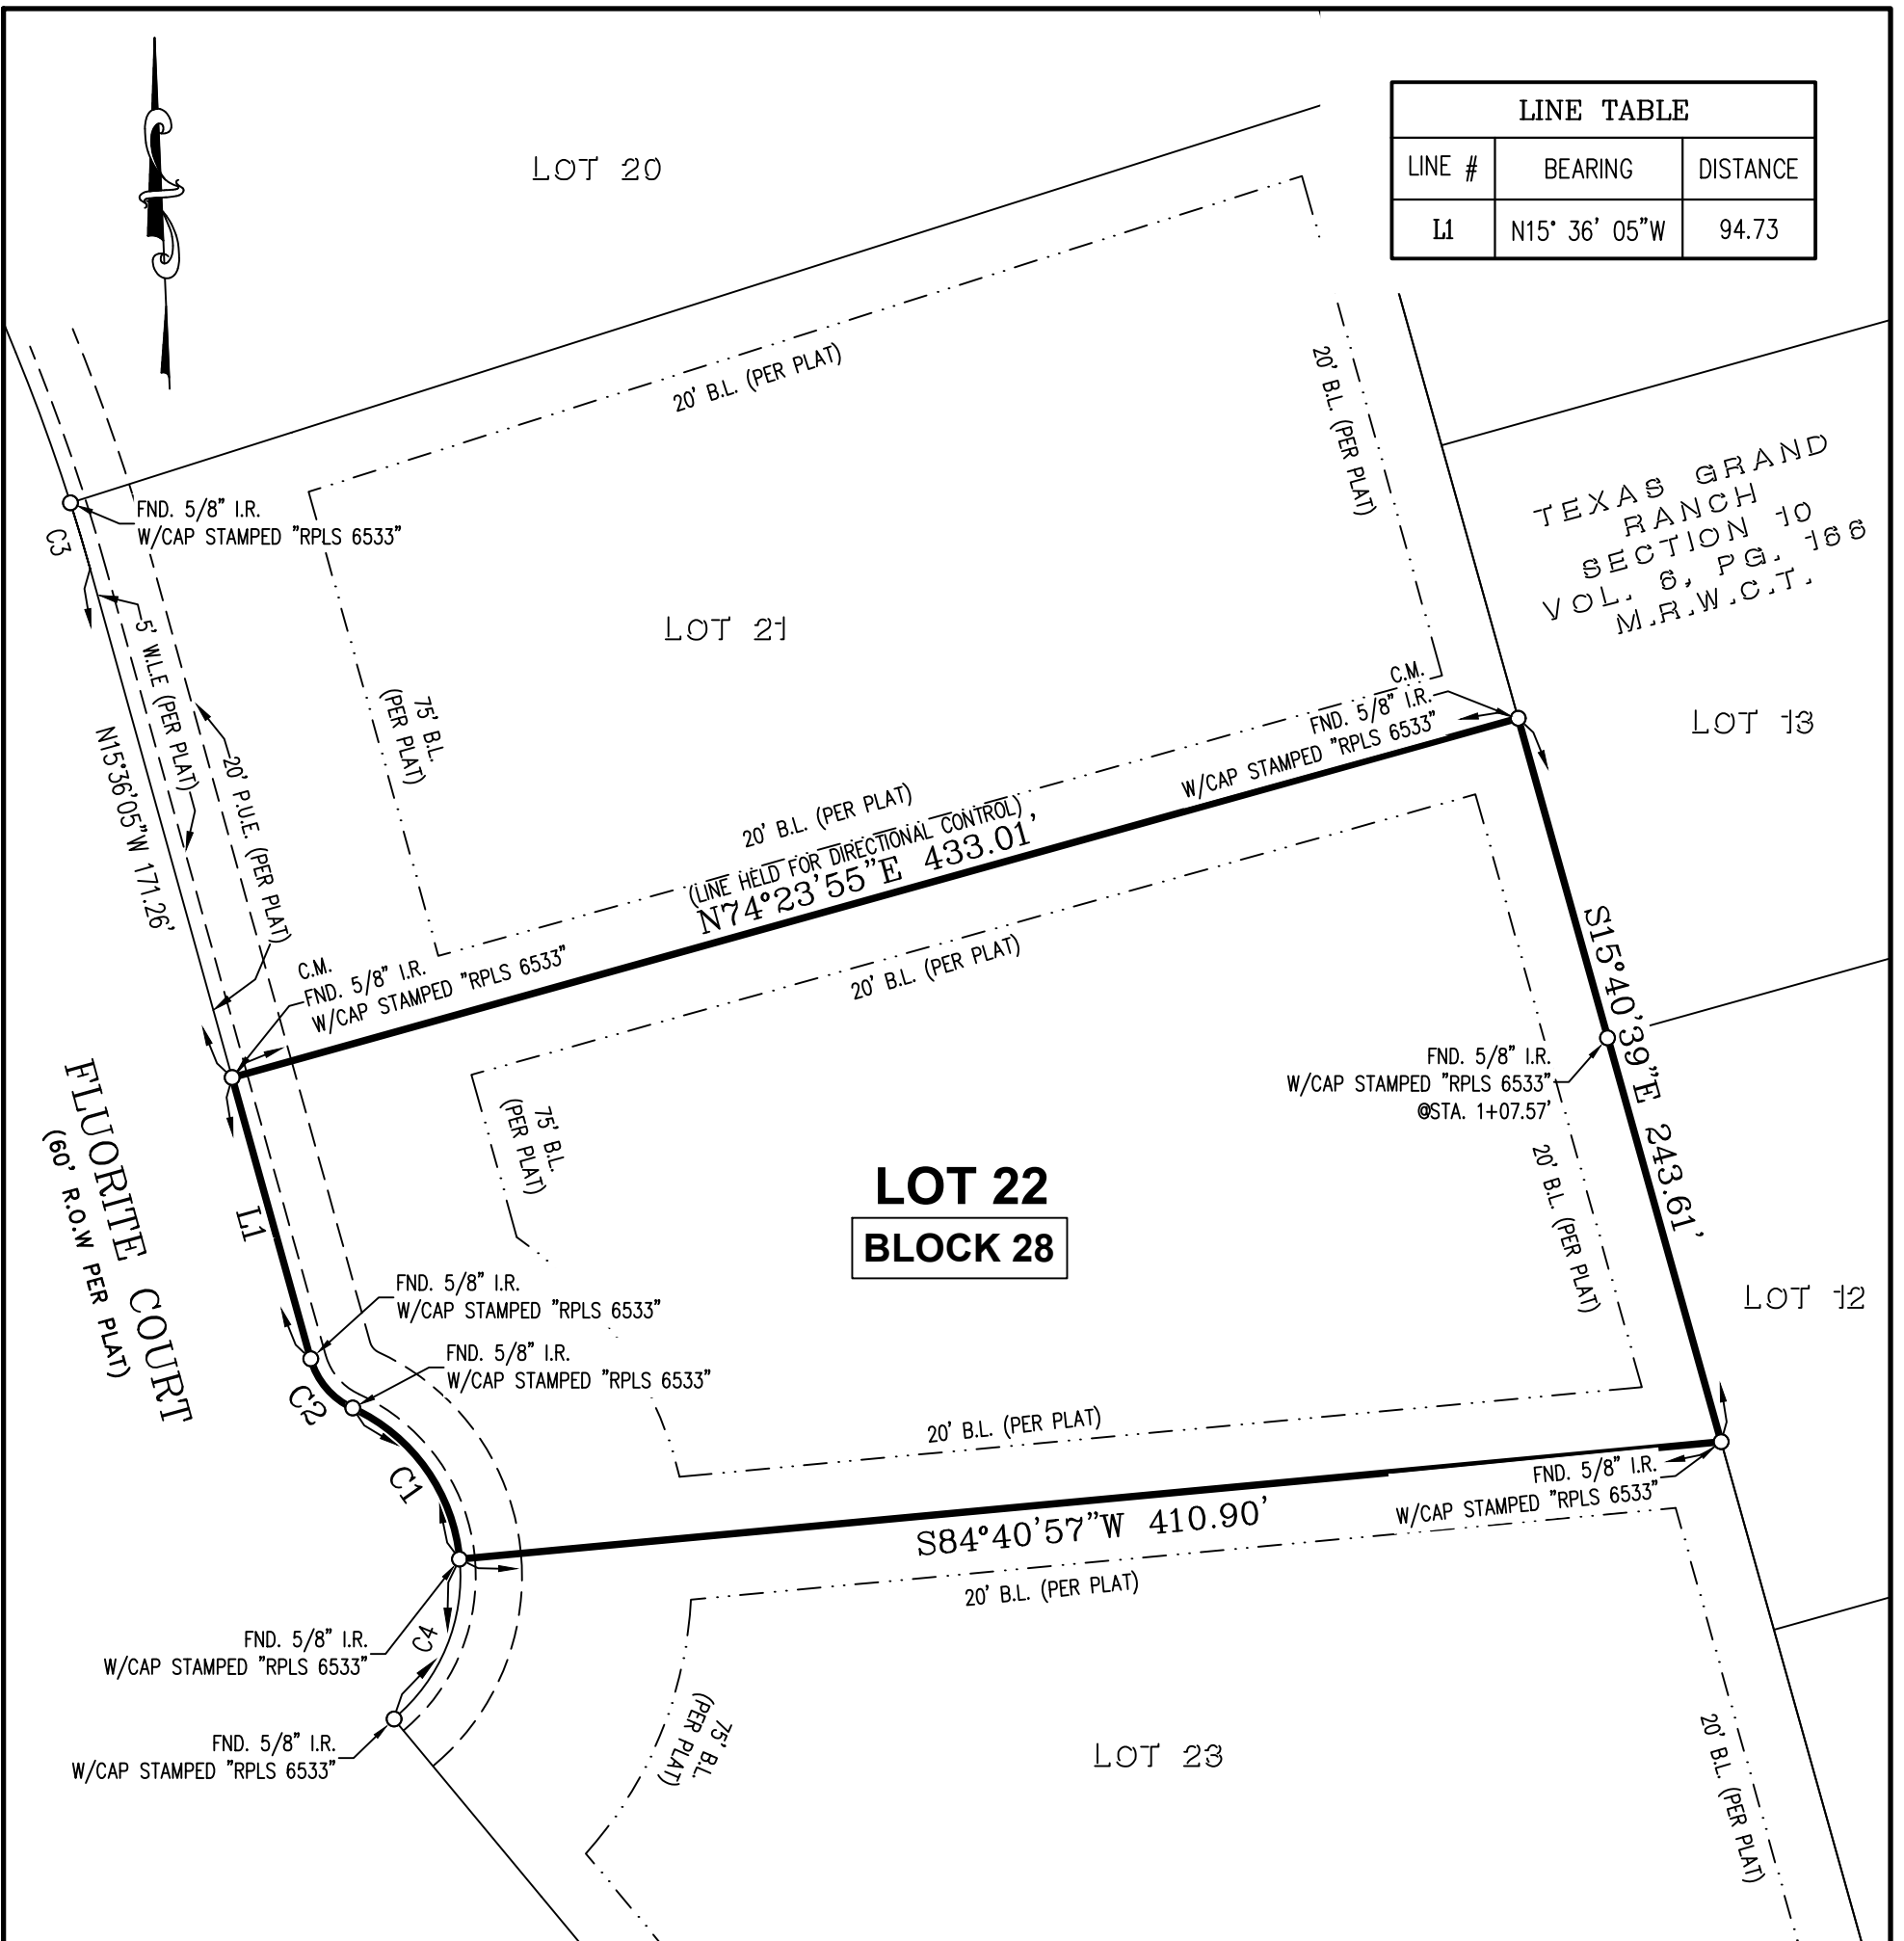 LINE TABLE
LINE # BEARING DISTANCE
L1 N15° 36' 05"W 94.73
LOT 20
20' B.L. (PER PLAT)
20' B.L. (PER PLAT)
TEXAS GRAND
RANCH
SECTION 10
VOL. 6, PG. 166
M.R.W.C.T.
FND. 5/8" I.R.
W/CAP STAMPED "RPLS 6533"
C3
5' W.L.E (PER PLAT)
20' P.U.E. (PER PLAT)
N15°36'05"W 171.26'
75' B.L.
(PER PLAT)
LOT 21
C.M.
FND. 5/8" I.R.
W/CAP STAMPED "RPLS 6533"
LOT 13
20' B.L. (PER PLAT)
(LINE HELD FOR DIRECTIONAL CONTROL)
N74°23'55"E 433.01'
C.M.
FND. 5/8" I.R.
W/CAP STAMPED "RPLS 6533"
20' B.L. (PER PLAT)
S15°40'39"E 243.61'
FND. 5/8" I.R.
W/CAP STAMPED "RPLS 6533"
@STA. 1+07.57'
75' B.L.
(PER PLAT)
20' B.L. (PER PLAT)
LOT 22
BLOCK 28
FLUORITE COURT
(60' R.O.W PER PLAT)
L1
LOT 12
FND. 5/8" I.R.
W/CAP STAMPED "RPLS 6533"
FND. 5/8" I.R.
W/CAP STAMPED "RPLS 6533"
C2
C1
20' B.L. (PER PLAT)
FND. 5/8" I.R.
W/CAP STAMPED "RPLS 6533"
S84°40'57"W 410.90'
20' B.L. (PER PLAT)
C4
FND. 5/8" I.R.
W/CAP STAMPED "RPLS 6533"
FND. 5/8" I.R.
W/CAP STAMPED "RPLS 6533"
75' B.L.
(PER PLAT)
LOT 23
20' B.L. (PER PLAT)